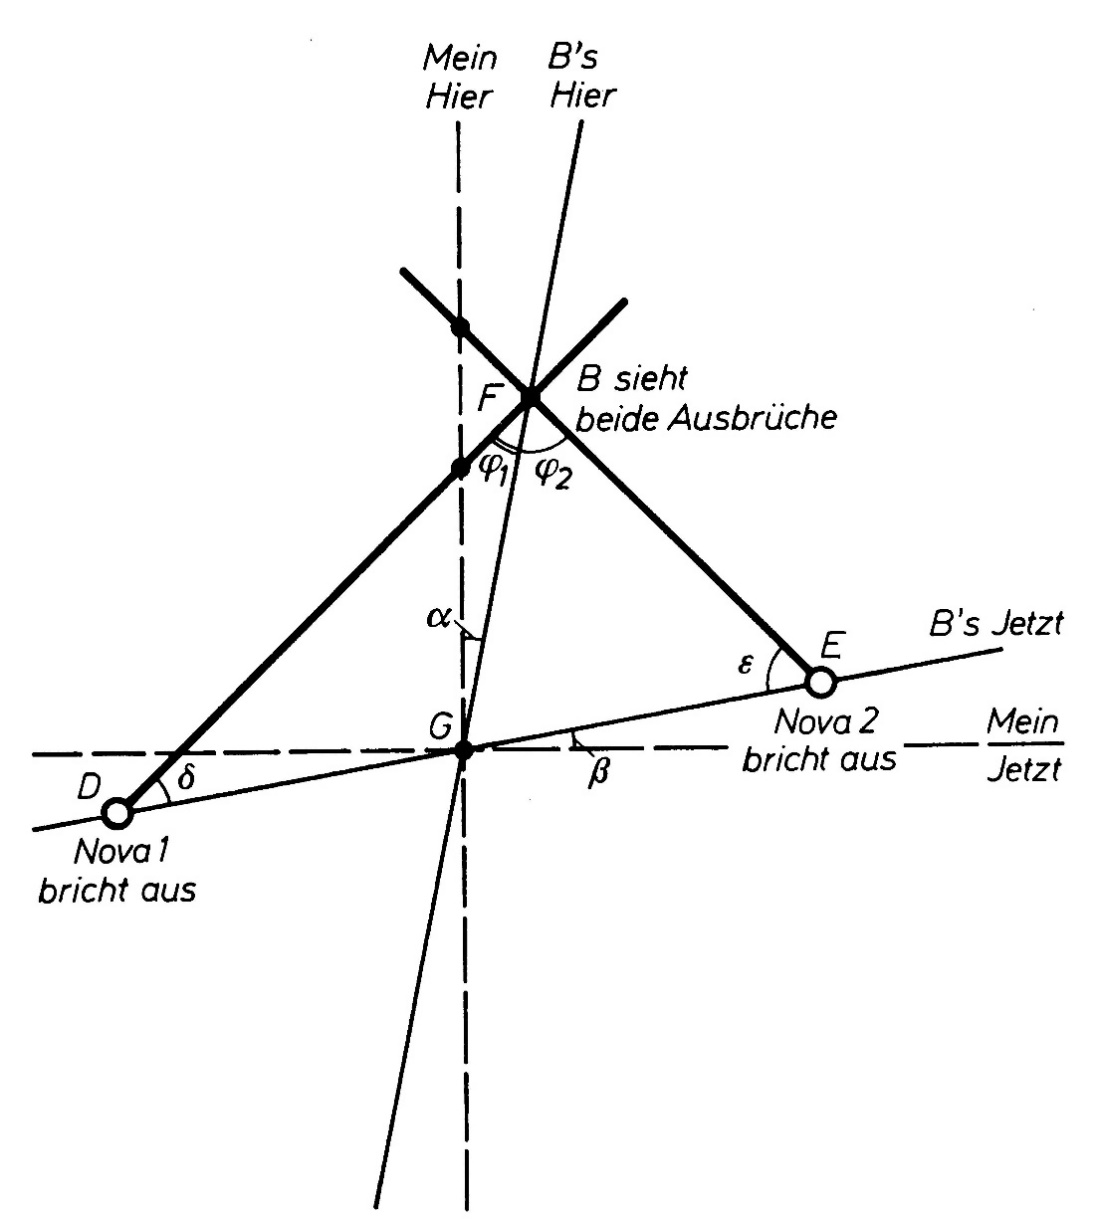 Mein
Hier
B's
Hier
F
B sieht
beide Ausbrüche
φ1
φ2
α
B's Jetzt
E
ε
G
Nova 2
bricht aus
Mein
Jetzt
β
D
δ
Nova 1
bricht aus